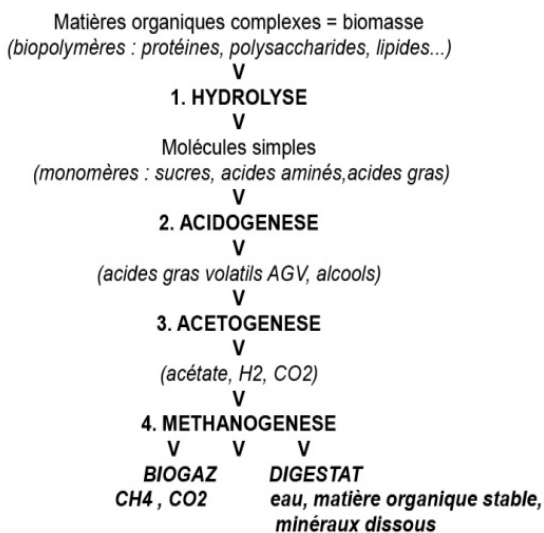 Matières organiques complexes = biomasse
(biopolymères : protéines, polysaccharides, lipides...)
V
1. HYDROLYSE
V
Molécules simples
(monomères : sucres, acides aminés,acides gras)
V
2. ACIDOGENESE
V
(acides gras volatils AGV, alcools)
V
3. ACETOGENESE
V
(acétate, H2, CO2)
V
4. METHANOGENESE
V V V
BIOGAZ DIGESTAT
CH4 , CO2 eau, matière organique stable,
minéraux dissous